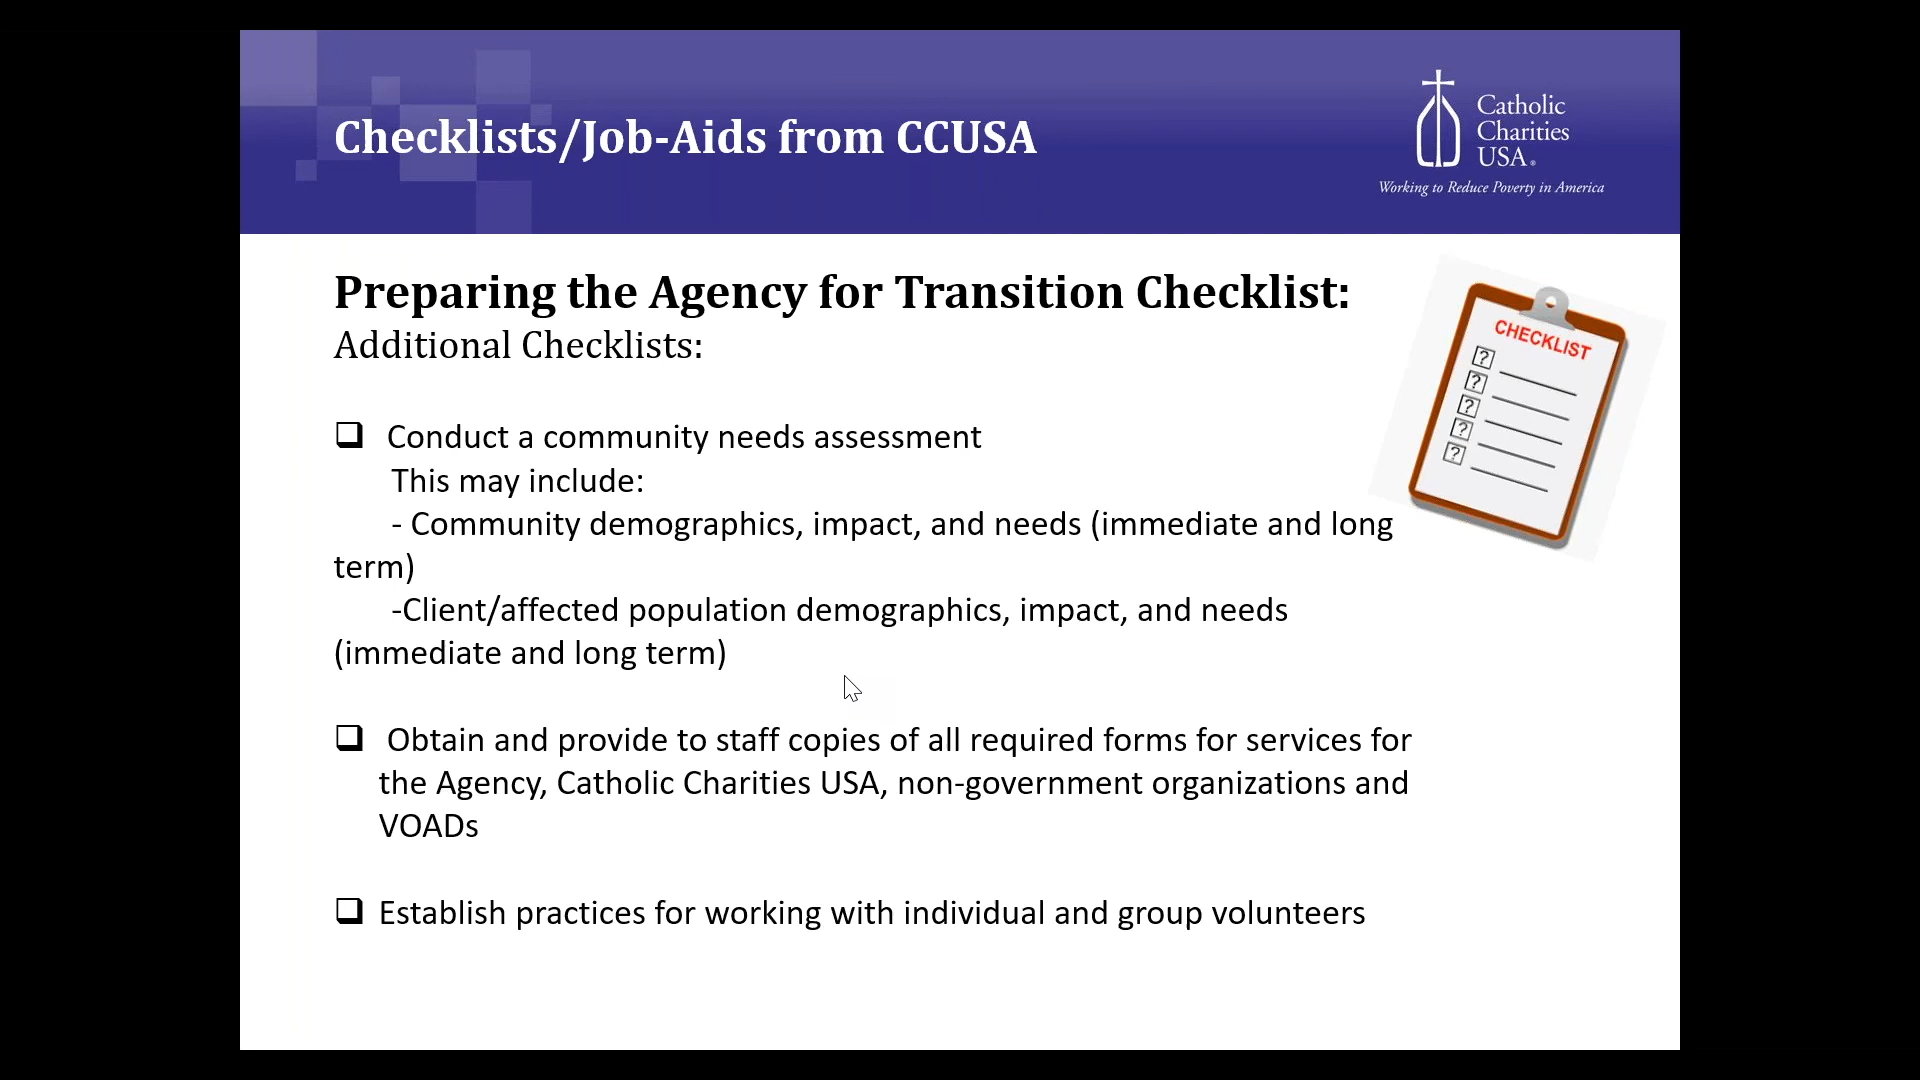 Checklists/Job-Aids from CCUSA
Catholic
Charities
USA®
Working to Reduce Poverty in America
Preparing the Agency for Transition Checklist:
Additional Checklists:
CHECKLIST
?
?
?
?
?
❑ Conduct a community needs assessment
This may include:
- Community demographics, impact, and needs (immediate and long
term)
-Client/affected population demographics, impact, and needs
(immediate and long term)
❑ Obtain and provide to staff copies of all required forms for services for
the Agency, Catholic Charities USA, non-government organizations and
VOADs
❑ Establish practices for working with individual and group volunteers